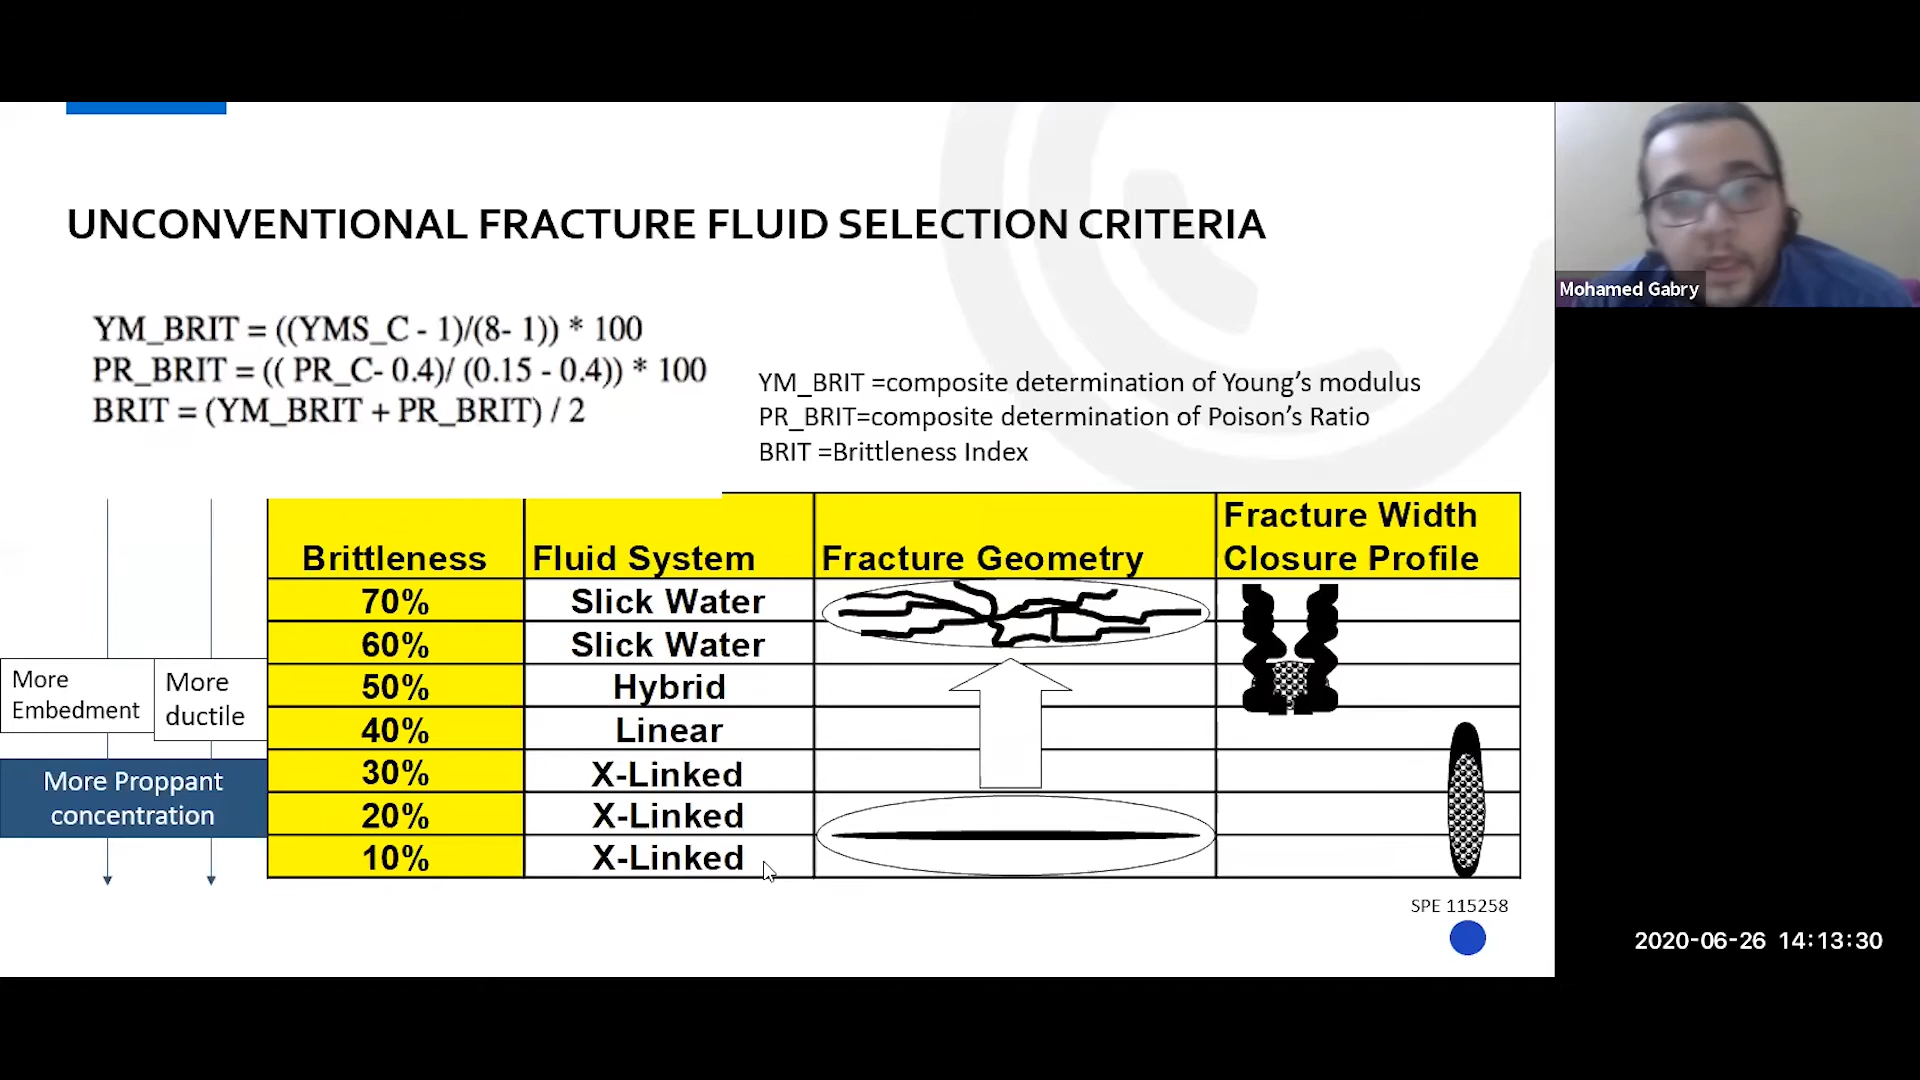 UNCONVENTIONAL FRACTURE FLUID SELECTION CRITERIA
YM_BRIT = ((YMS_C - 1)/(8- 1)) * 100
PR_BRIT = (( PR_C- 0.4)/ (0.15 - 0.4)) * 100
BRIT = (YM_BRIT + PR_BRIT) / 2
YM_BRIT =composite determination of Young's modulus
PR_BRIT=composite determination of Poison's Ratio
BRIT =Brittleness Index
Brittleness Fluid System Fracture Geometry Fracture Width Closure Profile
70% Slick Water
60% Slick Water
50% Hybrid
40% Linear
30% X-Linked
20% X-Linked
10% X-Linked
More
Embedment
More
ductile
More Proppant
concentration
SPE 115258
Mohamed Gabry
2020-06-26 14:13:30